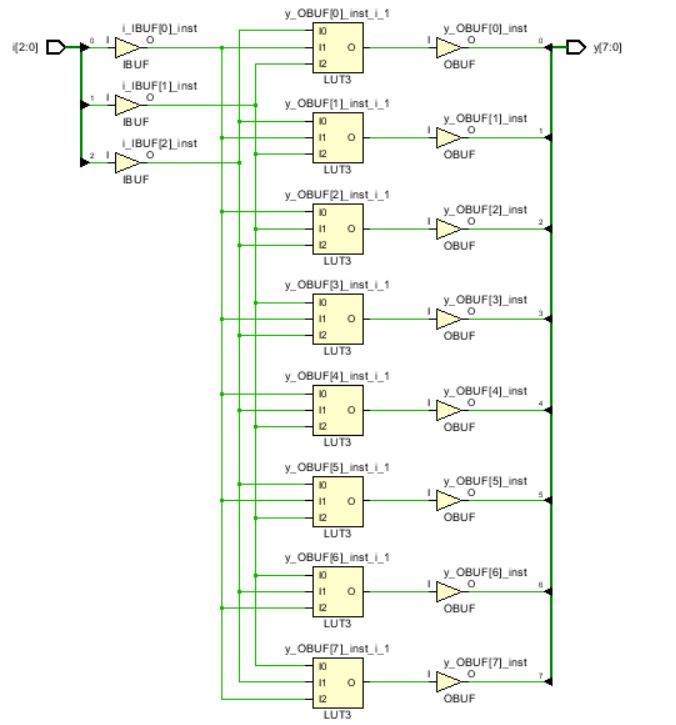 i[2:0]
0
I
i_IBUF[0]_inst
O
IBUF
1
I
i_IBUF[1]_inst
O
IBUF
2
I
i_IBUF[2]_inst
O
IBUF
y_OBUF[0]_inst_i_1
I0
I1
I2
O
LUT3
y_OBUF[0]_inst
I
O
OBUF
0
y[7:0]
y_OBUF[1]_inst_i_1
I0
I1
I2
O
LUT3
y_OBUF[1]_inst
I
O
OBUF
1
y_OBUF[2]_inst_i_1
I0
I1
I2
O
LUT3
y_OBUF[2]_inst
I
O
OBUF
2
y_OBUF[3]_inst_i_1
I0
I1
I2
O
LUT3
y_OBUF[3]_inst
I
O
OBUF
3
y_OBUF[4]_inst_i_1
I0
I1
I2
O
LUT3
y_OBUF[4]_inst
I
O
OBUF
4
y_OBUF[5]_inst_i_1
I0
I1
I2
O
LUT3
y_OBUF[5]_inst
I
O
OBUF
5
y_OBUF[6]_inst_i_1
I0
I1
I2
O
LUT3
y_OBUF[6]_inst
I
O
OBUF
6
y_OBUF[7]_inst_i_1
I0
I1
I2
O
LUT3
y_OBUF[7]_inst
I
O
OBUF
7